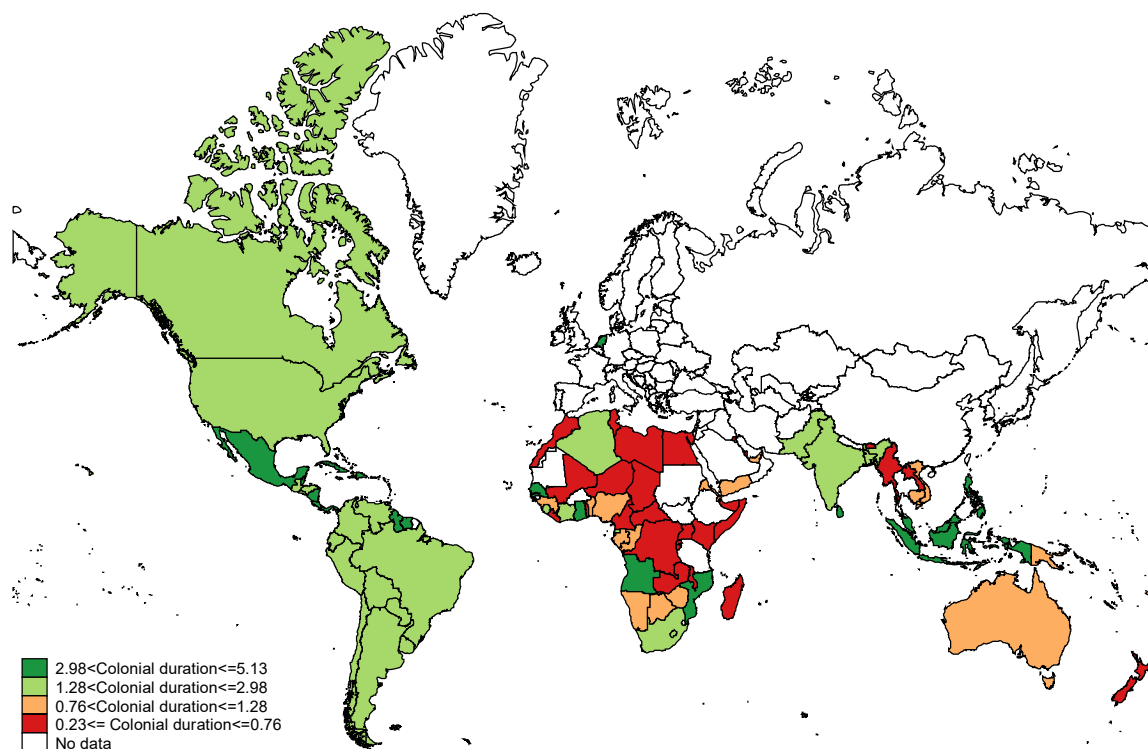 2.98<Colonial duration<=5.13
1.28<Colonial duration<=2.98
0.76<Colonial duration<=1.28
0.23<= Colonial duration<=0.76
No data